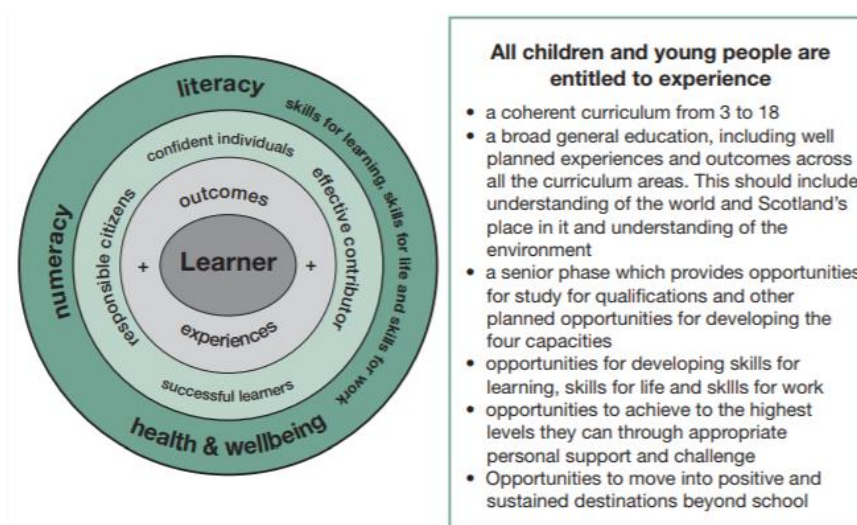 literacy
skills for learning, skills for life and skills for work
numeracy
health & wellbeing
confident individuals
effective contributor
responsible citizens
successful learners
outcomes
+ Learner +
experiences
All children and young people are
entitled to experience
• a coherent curriculum from 3 to 18
• a broad general education, including well
planned experiences and outcomes across
all the curriculum areas. This should include
understanding of the world and Scotland's
place in it and understanding of the
environment
• a senior phase which provides opportunities
for study for qualifications and other
planned opportunities for developing the
four capacities
• opportunities for developing skills for
learning, skills for life and skllls for work
• opportunities to achieve to the highest
levels they can through appropriate
personal support and challenge
• Opportunities to move into positive and
sustained destinations beyond school